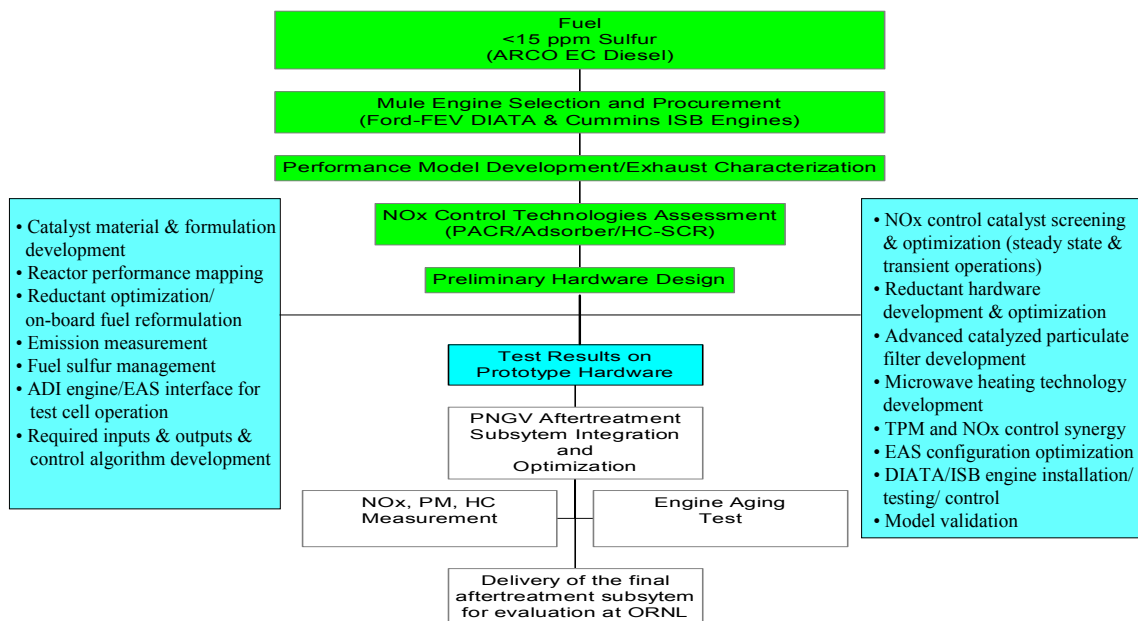 Fuel
<15 ppm Sulfur
(ARCO EC Diesel)
Mule Engine Selection and Procurement
(Ford-FEV DIATA & Cummins ISB Engines)
Performance Model Development/Exhaust Characterization
NOx Control Technologies Assessment
(PACR/Adsorber/HC-SCR)
Preliminary Hardware Design
• Catalyst material & formulation
development
• Reactor performance mapping
• Reductant optimization/
on-board fuel reformulation
• Emission measurement
• Fuel sulfur management
• ADI engine/EAS interface for
test cell operation
• Required inputs & outputs &
control algorithm development
• NOx control catalyst screening
& optimization (steady state &
transient operations)
• Reductant hardware
development & optimization
• Advanced catalyzed particulate
filter development
• Microwave heating technology
development
• TPM and NOx control synergy
• EAS configuration optimization
• DIATA/ISB engine installation/
testing/ control
• Model validation
Test Results on
Prototype Hardware
PNGV Aftertreatment
Subsytem Integration
and
Optimization
NOx, PM, HC
Measurement
Engine Aging
Test
Delivery of the final
aftertreatment subsytem
for evaluation at ORNL